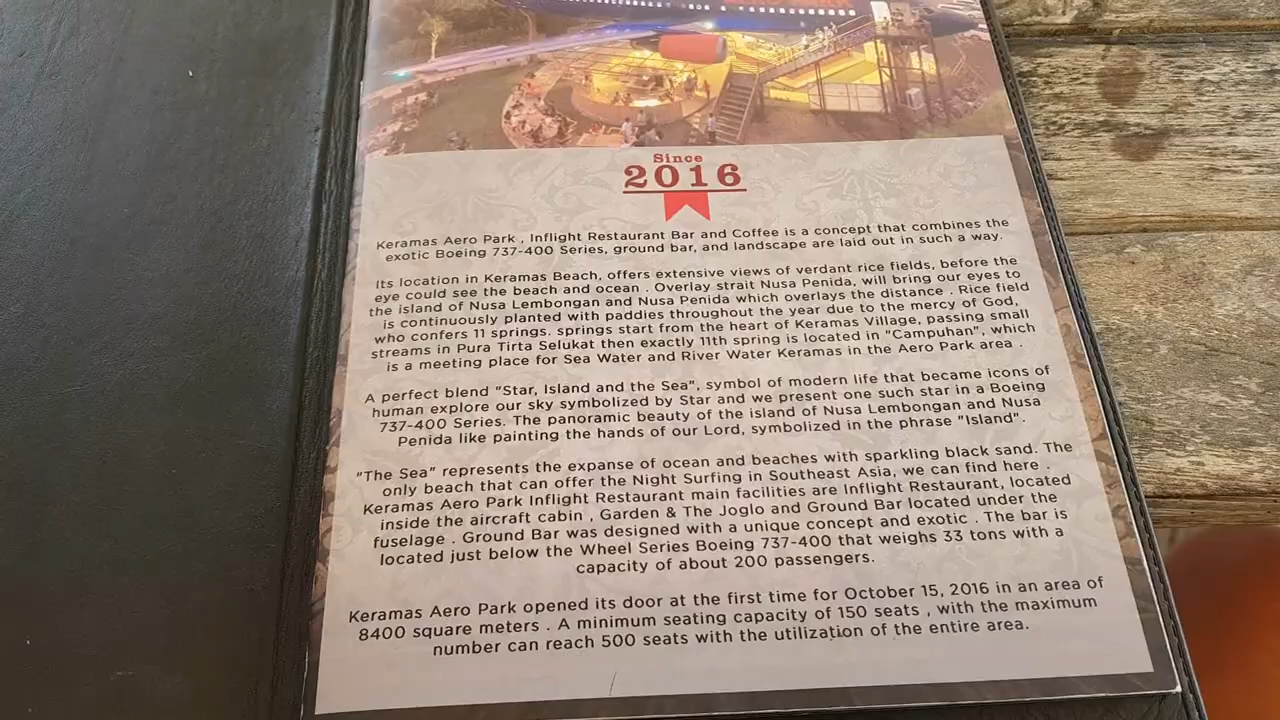 Since
2016
Keramas Aero Park , Inflight Restaurant Bar and Coffee is a concept that combines the
exotic Boeing 737-400 Series, ground bar, and landscape are laid out in such a way.
Its location in Keramas Beach, offers extensive views of verdant rice fields, before the
eye could see the beach and ocean . Overlay strait Nusa Penida, will bring our eyes to
the island of Nusa Lembongan and Nusa Penida which overlays the distance . Rice field
is continuously planted with paddies throughout the year due to the mercy of God,
who confers 11 springs. springs start from the heart of Keramas Village, passing small
streams in Pura Tirta Selukat then exactly 11th spring is located in "Campuhan", which
is a meeting place for Sea Water and River Water Keramas in the Aero Park area .
A perfect blend "Star, Island and the Sea", symbol of modern life that became icons of
human explore our sky symbolized by Star and we present one such star in a Boeing
737-400 Series. The panoramic beauty of the island of Nusa Lembongan and Nusa
Penida like painting the hands of our Lord, symbolized in the phrase "Island".
"The Sea" represents the expanse of ocean and beaches with sparkling black sand. The
only beach that can offer the Night Surfing in Southeast Asia, we can find here .
Keramas Aero Park Inflight Restaurant main facilities are Inflight Restaurant, located
inside the aircraft cabin , Garden & The Joglo and Ground Bar located under the
fuselage . Ground Bar was designed with a unique concept and exotic . The bar is
located just below the Wheel Series Boeing 737-400 that weighs 33 tons with a
capacity of about 200 passengers.
Keramas Aero Park opened its door at the first time for October 15, 2016 in an area of
8400 square meters . A minimum seating capacity of 150 seats , with the maximum
number can reach 500 seats with the utilization of the entire area.